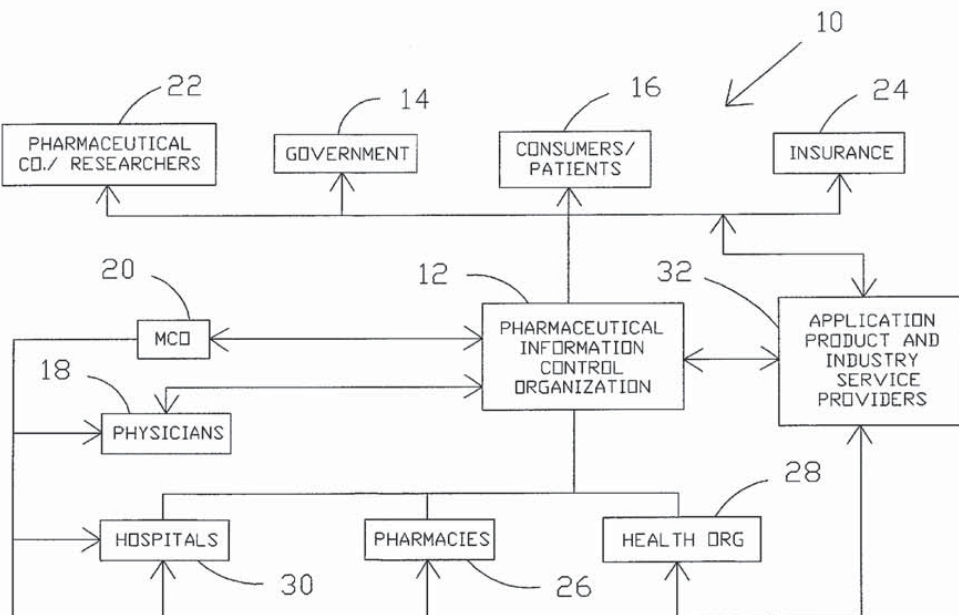 10
22
14
16
24
PHARMACEUTICAL
CO./ RESEARCHERS
GOVERNMENT
CONSUMERS/
PATIENTS
INSURANCE
20
12
32
MCO
PHARMACEUTICAL
INFORMATION
CONTROL
ORGANIZATION
APPLICATION
PRODUCT AND
INDUSTRY
SERVICE
PROVIDERS
18
PHYSICIANS
28
HOSPITALS
PHARMACIES
HEALTH ORG
30
26